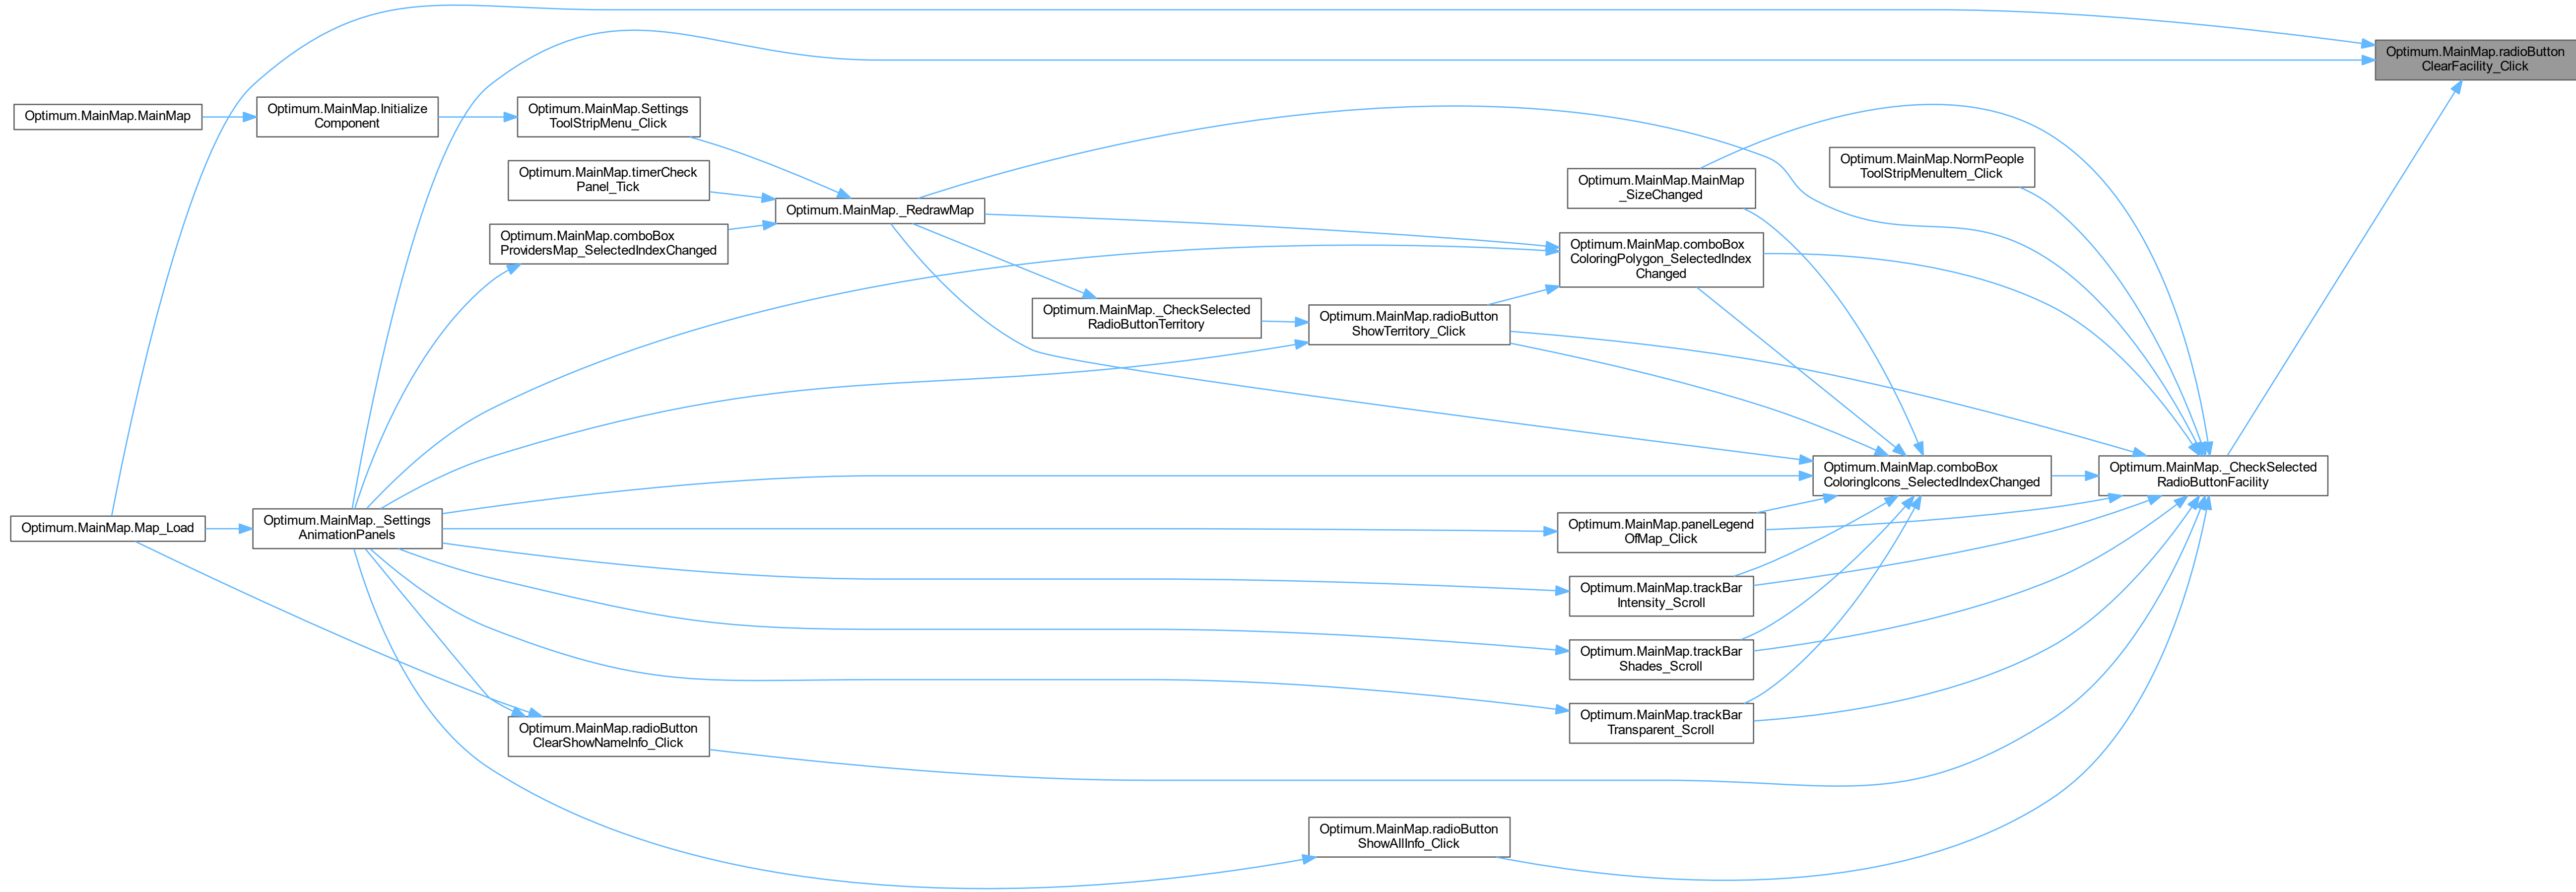 Optimum.MainMap.radioButton
ClearFacility_Click
Optimum.MainMap.MainMap
Optimum.MainMap.Initialize
Component
Optimum.MainMap.Settings
ToolStripMenu_Click
Optimum.MainMap.timerCheck
Panel_Tick
Optimum.MainMap._RedrawMap
Optimum.MainMap.comboBox
ProvidersMap_SelectedIndexChanged
Optimum.MainMap.MainMap
_SizeChanged
Optimum.MainMap.NormPeople
ToolStripMenuItem_Click
Optimum.MainMap.comboBox
ColoringPolygon_SelectedIndex
Changed
Optimum.MainMap._CheckSelected
RadioButtonTerritory
Optimum.MainMap.radioButton
ShowTerritory_Click
Optimum.MainMap.comboBox
ColoringIcons_SelectedIndexChanged
Optimum.MainMap._CheckSelected
RadioButtonFacility
Optimum.MainMap.Map_Load
Optimum.MainMap._Settings
AnimationPanels
Optimum.MainMap.panelLegend
OfMap_Click
Optimum.MainMap.trackBar
Intensity_Scroll
Optimum.MainMap.trackBar
Shades_Scroll
Optimum.MainMap.trackBar
Transparent_Scroll
Optimum.MainMap.radioButton
ClearShowNameInfo_Click
Optimum.MainMap.radioButton
ShowAllInfo_Click